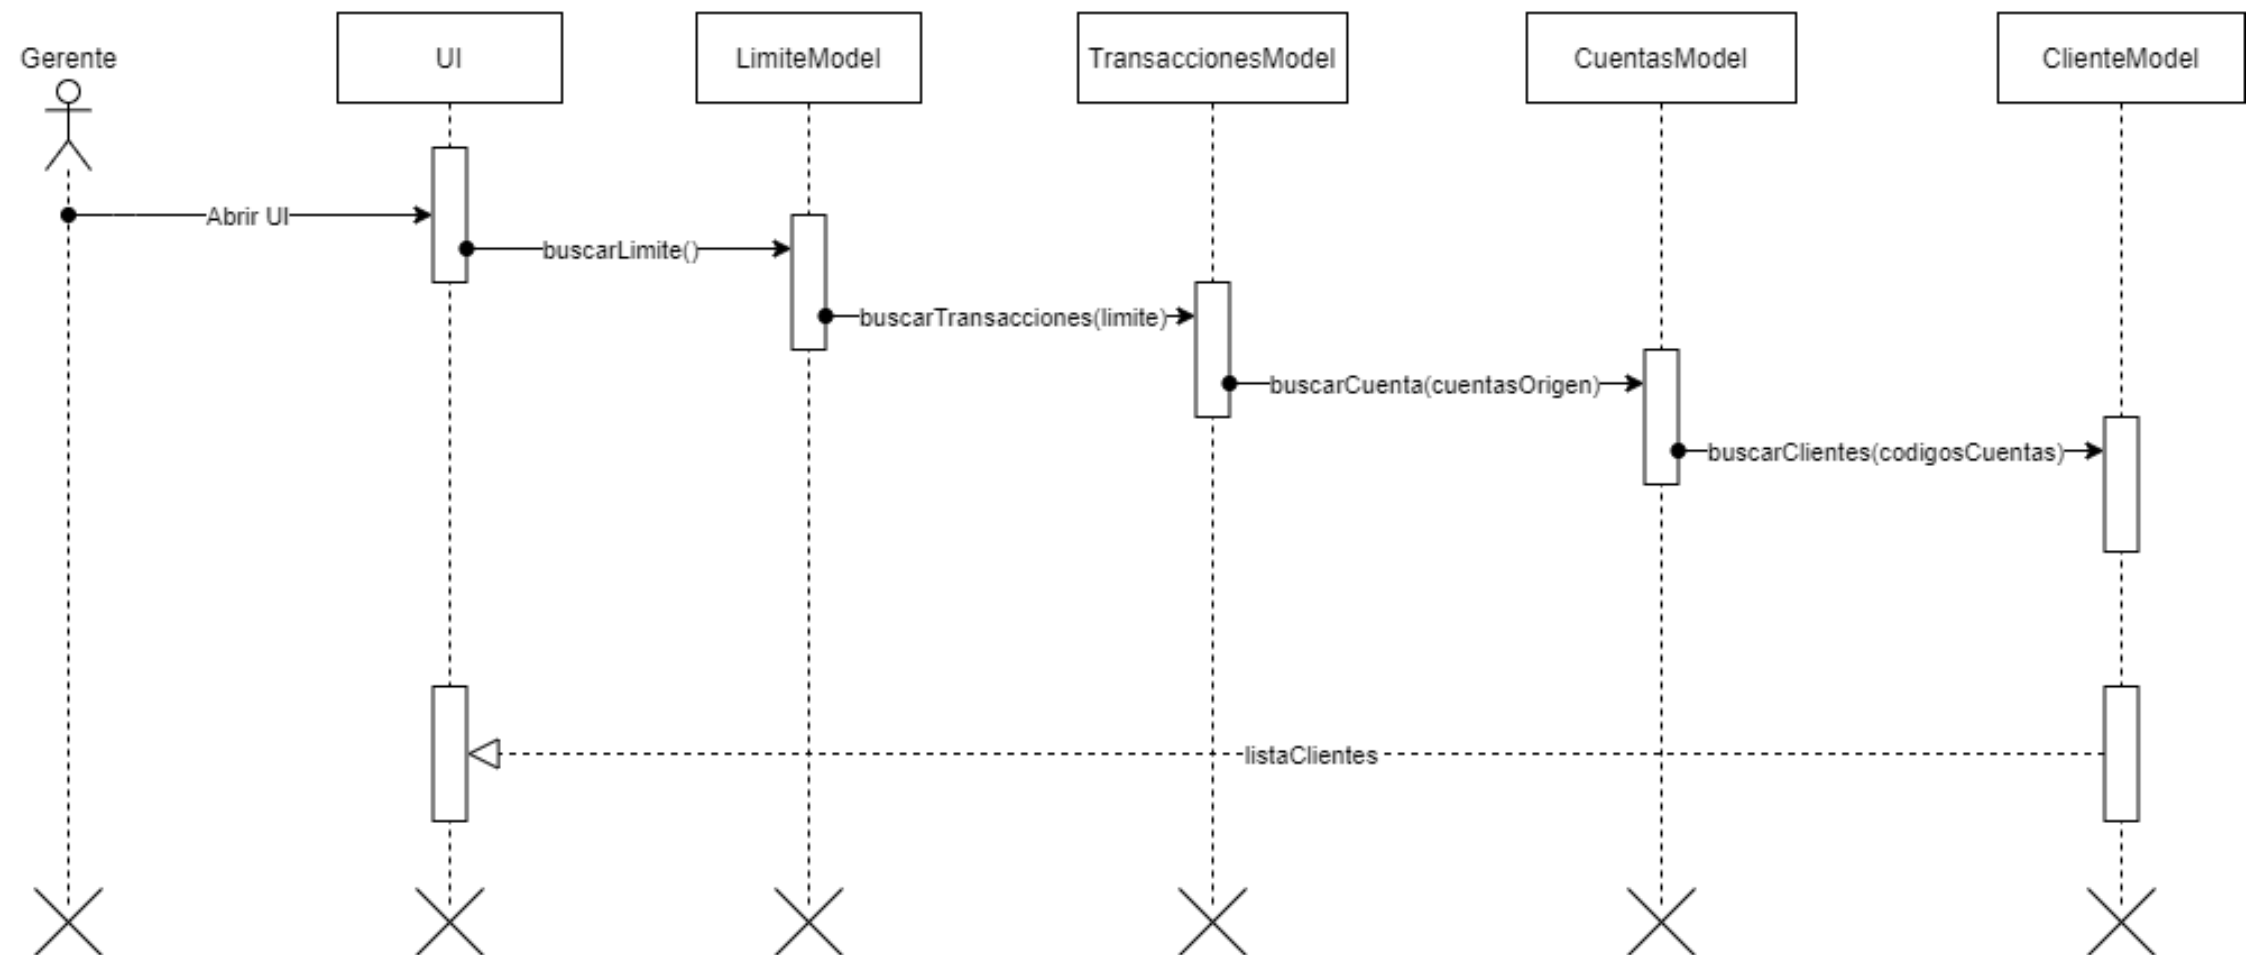 Gerente
UI
LimiteModel
TransaccionesModel
CuentasModel
ClienteModel
Abrir UI
buscarLimite()
buscarTransacciones(limite)
buscarCuenta(cuentasOrigen)
buscarClientes(codigosCuentas)
listaClientes